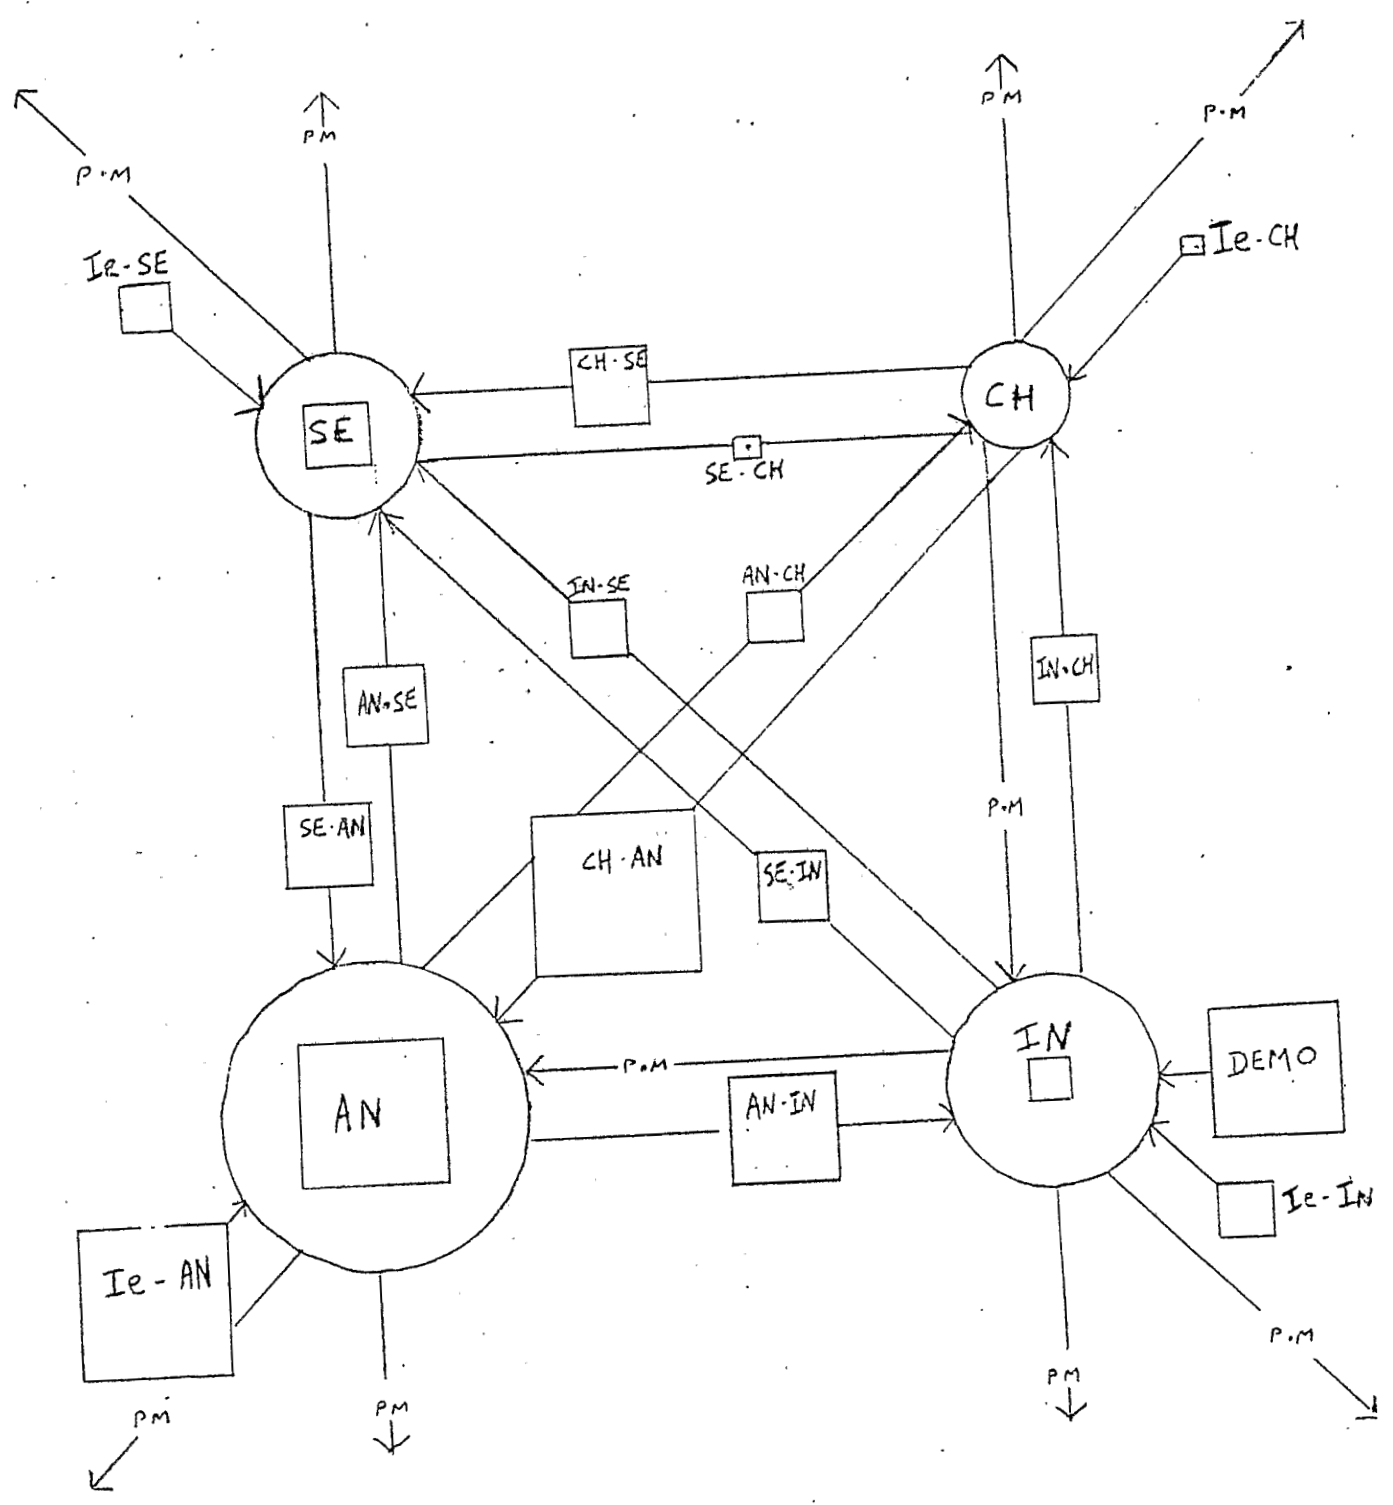 PM
P.M
PM
P.M
Ie-CH
Ie-SE
CH.SE
CH
SE
SE-CH
IN.SE
AN.CH
IN.CH
AN.SE
P.M
SE.AN
CH.AN
SE.IN
IN
DEMO
P.M
AN
AN-IN
Ie-IN
Ie-AN
P.M
PM
PM
PM